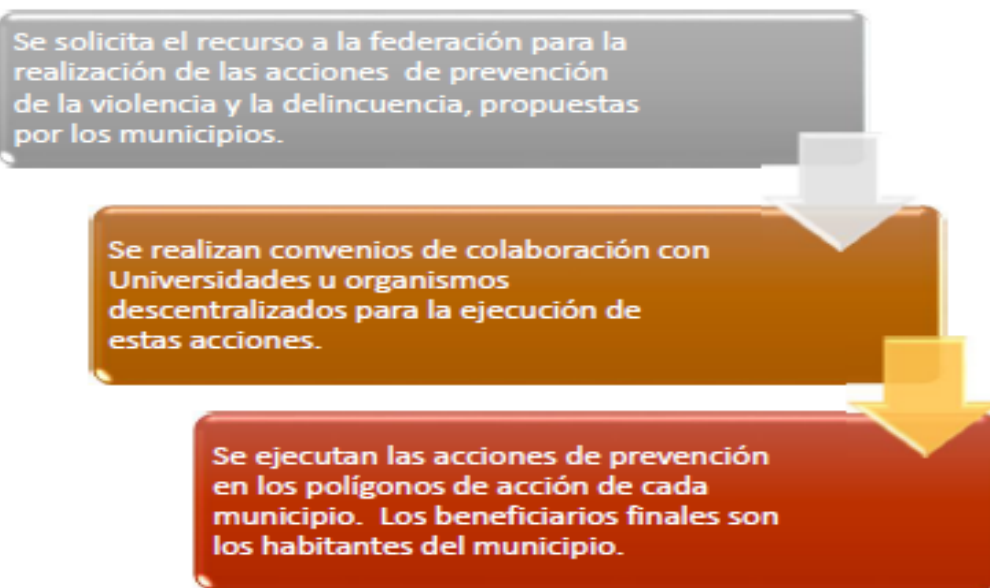 Se solicita el recurso a la federación para la
realización de las acciones de prevención
de la violencia y la delincuencia, propuestas
por los municipios.
Se realizan convenios de colaboración con
Universidades u organismos
descentralizados para la ejecución de
estas acciones.
Se ejecutan las acciones de prevención
en los polígonos de acción de cada
municipio. Los beneficiarios finales son
los habitantes del municipio.